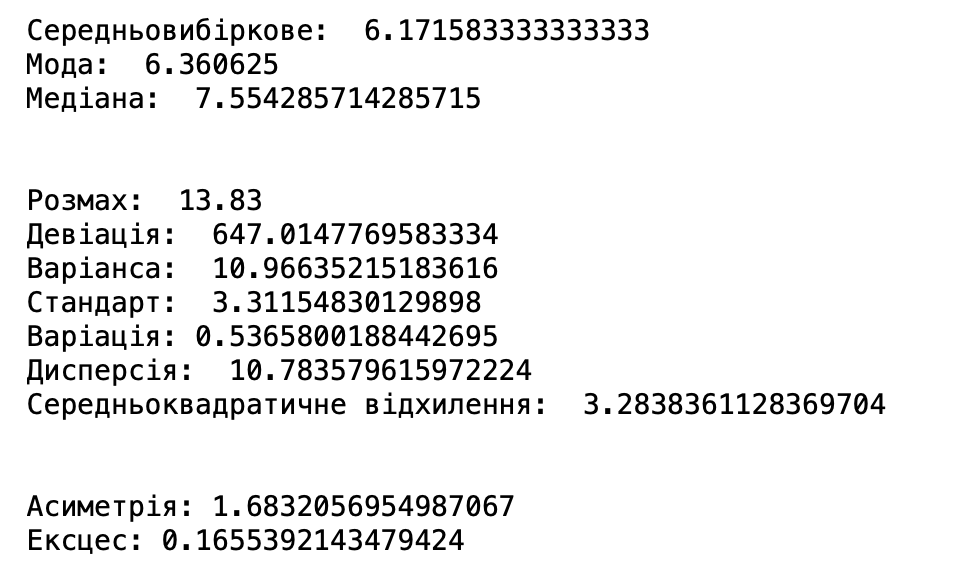 Середньовибіркове:  6.171583333333333
Мода:  6.360625
Медіана:  7.554285714285715
Розмах:  13.83
Девіація:  647.0147769583334
Варіанса:  10.96635215183616
Стандарт:  3.31154830129898
Варіація: 0.5365800188442695
Дисперсія:  10.783579615972224
Середньоквадратичне відхилення:  3.2838361128369704
Асиметрія: 1.6832056954987067
Ексцес: 0.1655392143479424